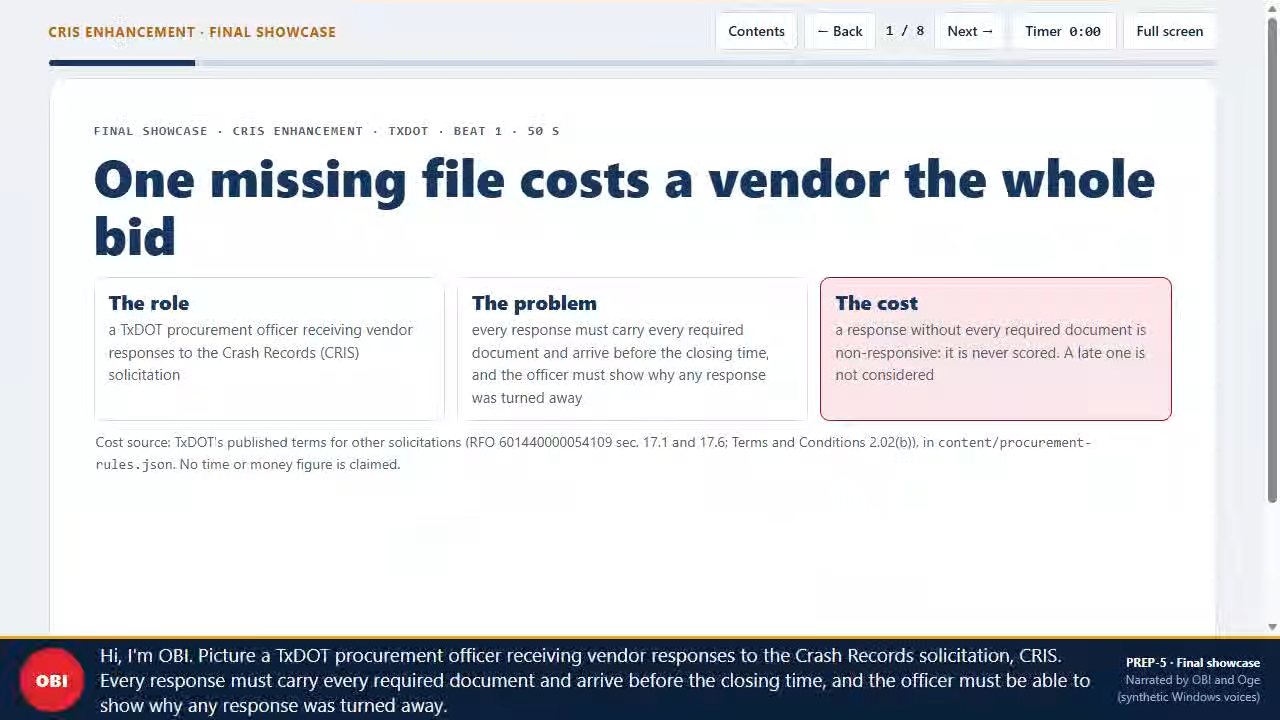 CRIS ENHANCEMENT · FINAL SHOWCASE
Contents
← Back
1 / 8
Next →
Timer 0:00
Full screen
FINAL SHOWCASE · CRIS ENHANCEMENT · TXDOT · BEAT 1 · 50 S
One missing file costs a vendor the whole
bid
The role
a TxDOT procurement officer receiving vendor
responses to the Crash Records (CRIS)
solicitation
The problem
every response must carry every required
document and arrive before the closing time,
and the officer must show why any response
was turned away
The cost
a response without every required document is
non-responsive: it is never scored. A late one is
not considered
Cost source: TxDOT's published terms for other solicitations (RFO 601440000054109 sec. 17.1 and 17.6; Terms and Conditions 2.02(b)), in content/procurement-
rules.json. No time or money figure is claimed.
OBI
Hi, I'm OBI. Picture a TxDOT procurement officer receiving vendor responses to the Crash Records solicitation, CRIS.
Every response must carry every required document and arrive before the closing time, and the officer must be able to
show why any response was turned away.
PREP-5 · Final showcase
Narrated by OBI and Oge
(synthetic Windows voices)